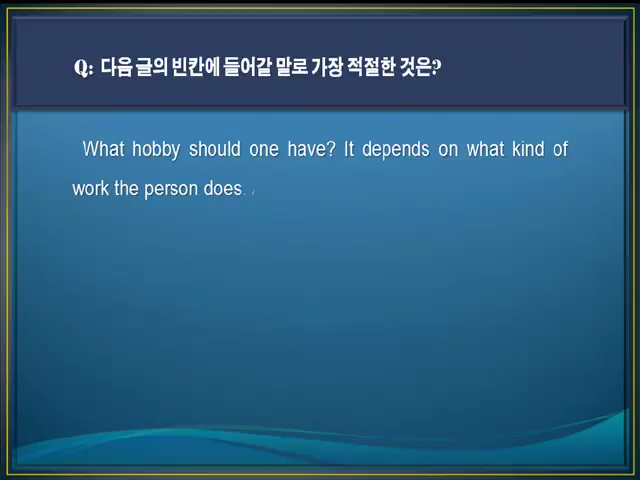 Q: 다음 글의 빈칸에 들어갈 말로 가장 적절한 것은?
What hobby should one have? It depends on what kind of
work the person does.